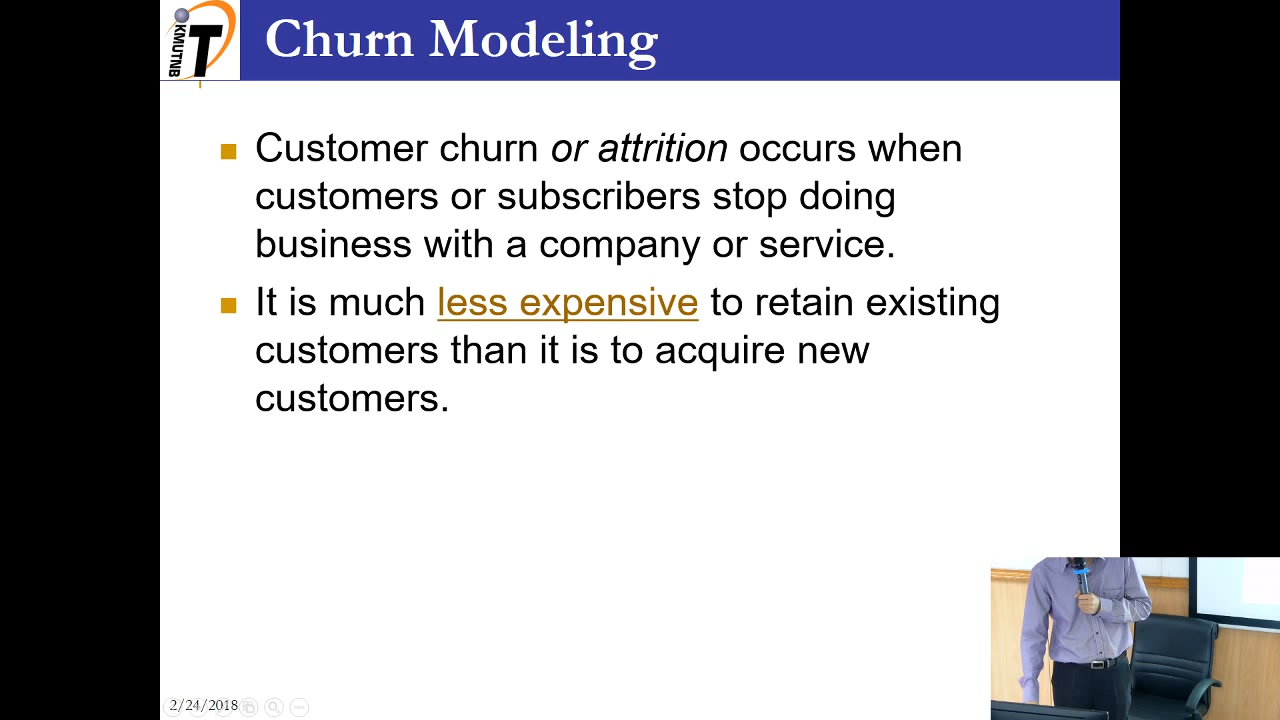 KMUTNB
iT
Churn Modeling
Customer churn or attrition occurs when
customers or subscribers stop doing
business with a company or service.
It is much less expensive to retain existing
customers than it is to acquire new
customers.
2/24/2018